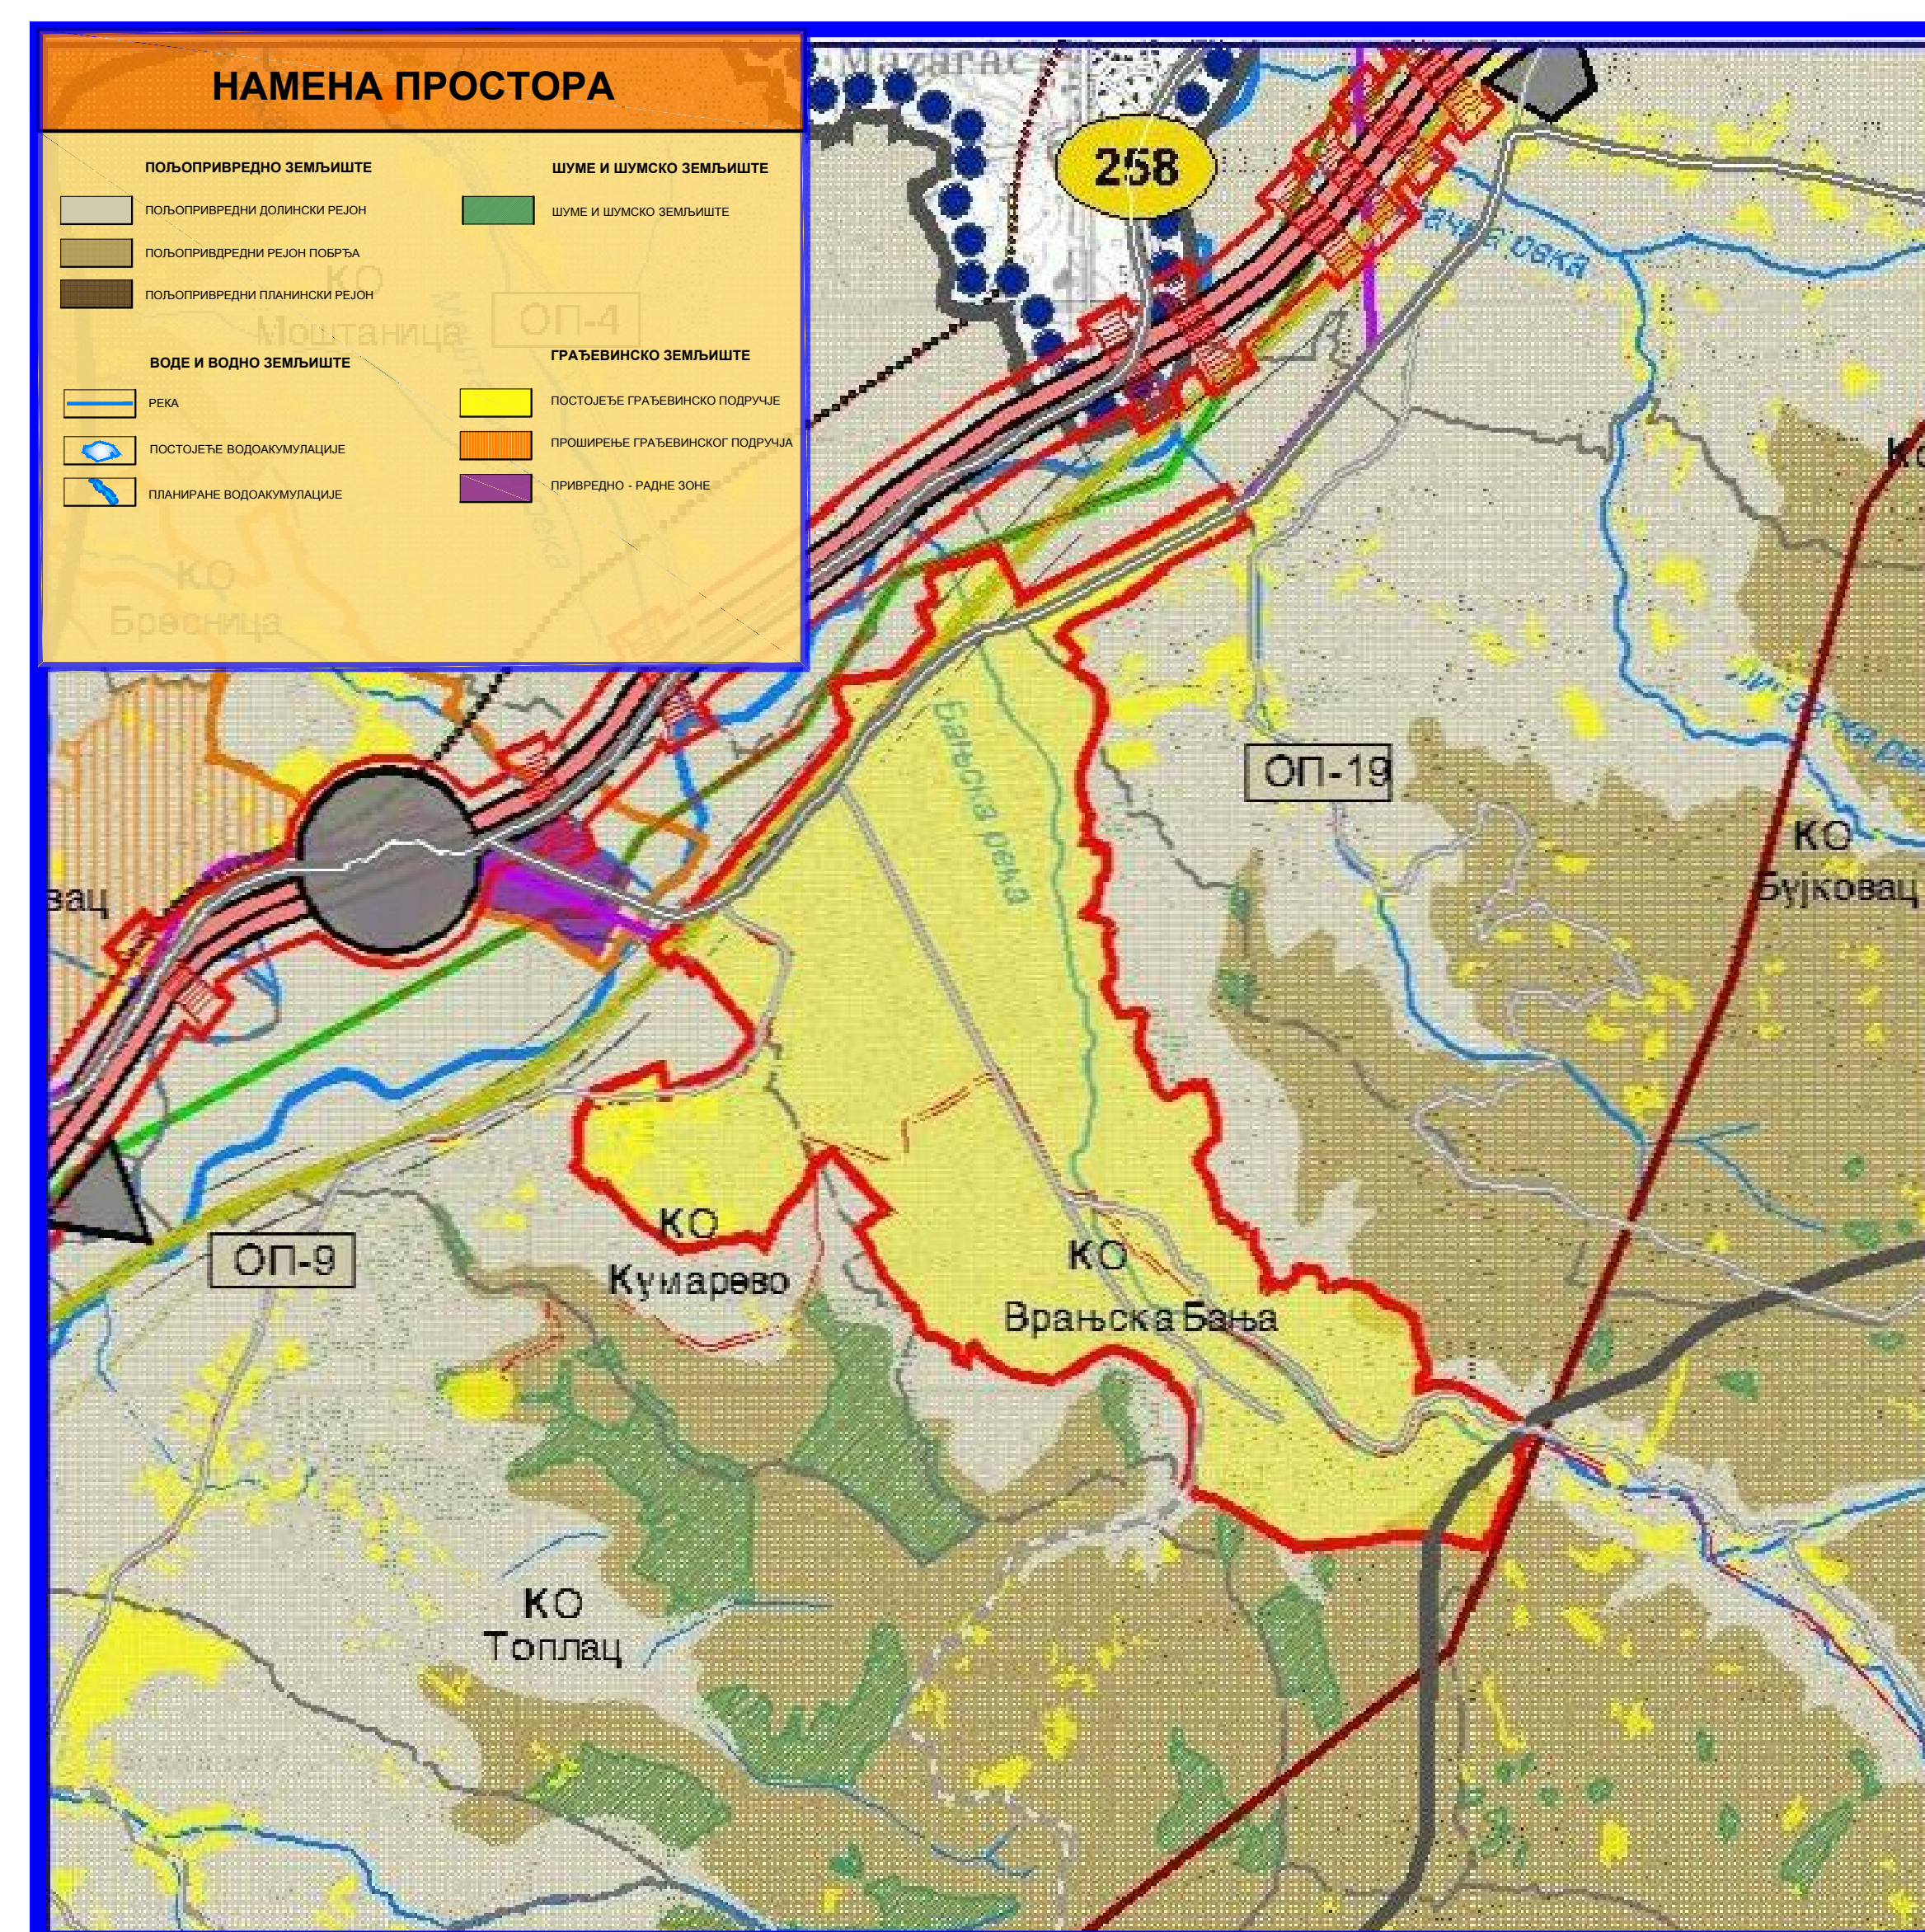 НАМЕНА ПРОСТОРА
ПОЉОПРИВРЕДНО ЗЕМЉИШТЕ
ПОЉОПРИВРЕДНИ ДОЛИНСКИ РЕЈОН
ПОЉОПРИВДРЕДНИ РЕЈОН ПОБРЂА
ПОЉОПРИВРЕДНИ ПЛАНИНСКИ РЕЈОН
ШУМЕ И ШУМСКО ЗЕМЉИШТЕ
ШУМЕ И ШУМСКО ЗЕМЉИШТЕ
ВОДЕ И ВОДНО ЗЕМЉИШТЕ
РЕКА
ПОСТОЈЕЋЕ ВОДОАКУМУЛАЦИЈЕ
ПЛАНИРАНЕ ВОДОАКУМУЛАЦИЈЕ
ГРАЂЕВИНСКО ЗЕМЉИШТЕ
ПОСТОЈЕЋЕ ГРАЂЕВИНСКО ПОДРУЧЈЕ
ПРОШИРЕЊЕ ГРАЂЕВИНСКОГ ПОДРУЧЈА
ПРИВРЕДНО - РАДНЕ ЗОНЕ
КО
Моштаница
ОП-4
КО
Бресница
река
Mazarac
258
Бањска река
ОП-19
КО
Бујковац
вац
ОП-9
КО
Кумарево
КО
Врањска Бања
КО
Топлац